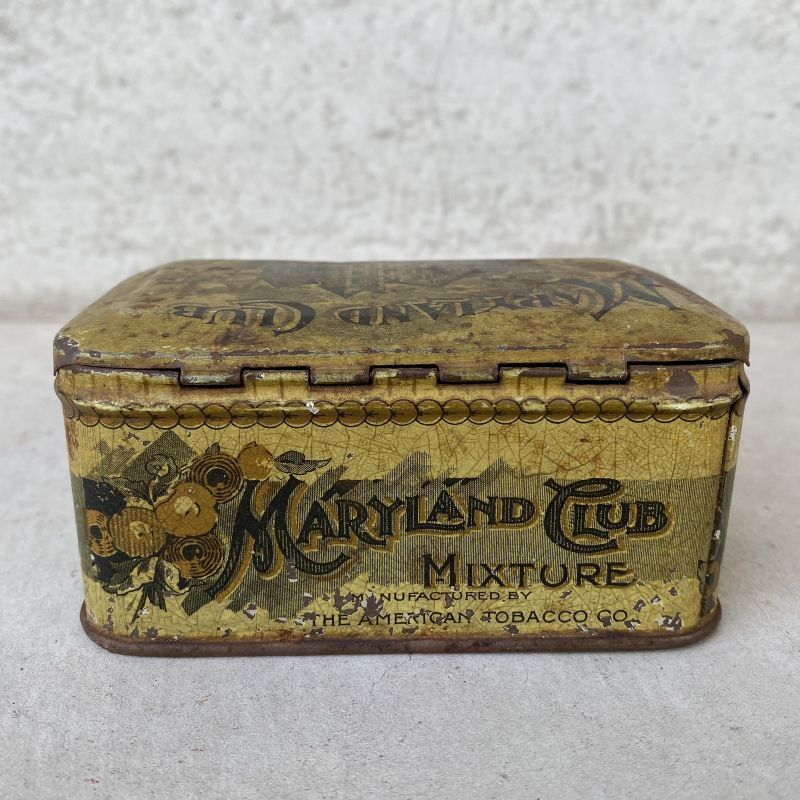 MARYLAND CLUB
MARYLAND CLUB
MIXTURE
MANUFACTURED BY
THE AMERICAN TOBACCO CO.